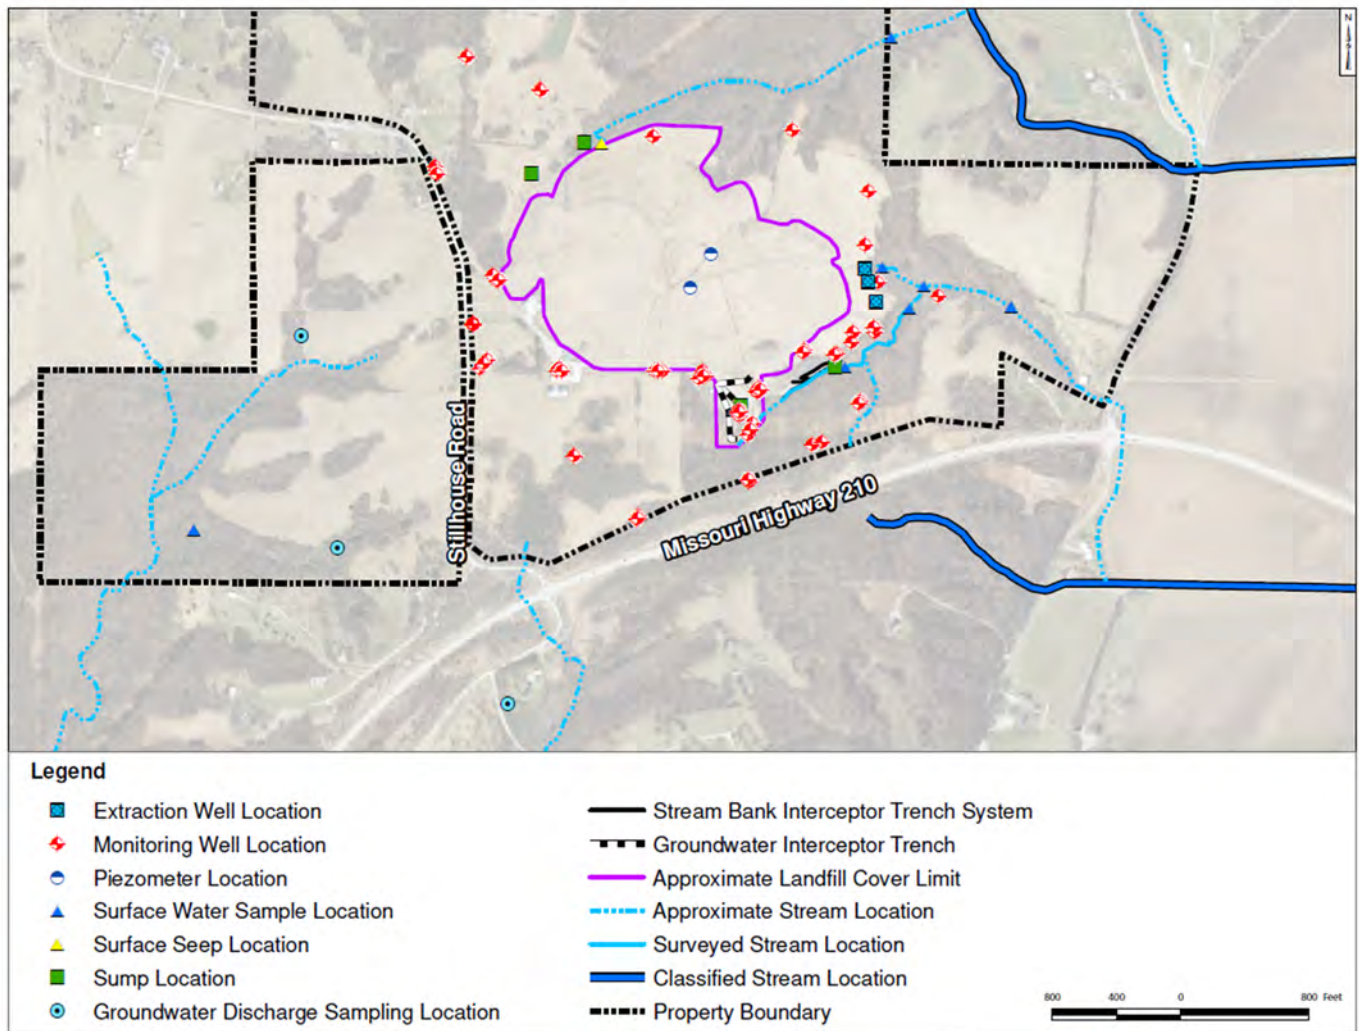 N
Stillhouse Road
Missouri Highway 210
Legend
Extraction Well Location
Monitoring Well Location
Piezometer Location
Surface Water Sample Location
Surface Seep Location
Sump Location
Groundwater Discharge Sampling Location
Stream Bank Interceptor Trench System
Groundwater Interceptor Trench
Approximate Landfill Cover Limit
Approximate Stream Location
Surveyed Stream Location
Classified Stream Location
Property Boundary
800 400 0 800 Feet